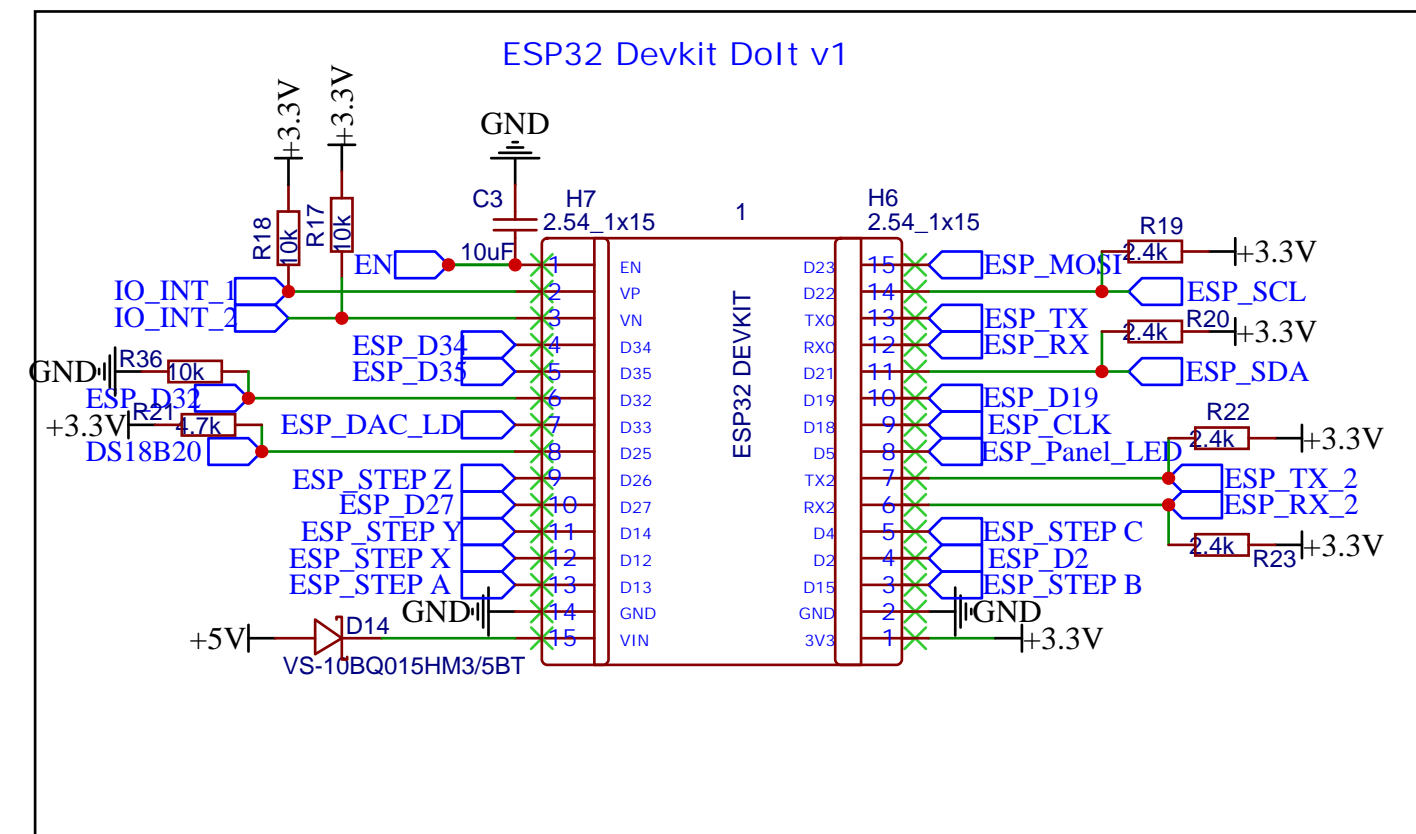 ESP32 Devkit DoIt v1
+3.3V
+3.3V
GND
C3
10uF
R18
10k
R17
10k
H7
2.54_1x15
1
H6
2.54_1x15
ESP32 DEVKIT
EN
IO_INT_1
IO_INT_2
ESP_D34
ESP_D35
GND
R36
10k
ESP_D32
+3.3V
R21
4.7k
DS18B20
ESP_DAC_LD
ESP_STEP Z
ESP_D27
ESP_STEP Y
ESP_STEP X
ESP_STEP A
GND
+5V
D14
VS-10BQ015HM3/5BT
1 EN
2 VP
3 VN
4 D34
5 D35
6 D32
7 D33
8 D25
9 D26
10 D27
11 D14
12 D12
13 D13
14 GND
15 VIN
D23 15 ESP_MOSI
D22 14 ESP_SCL
TX0 13 ESP_TX
RX0 12 ESP_RX
D21 11 ESP_SDA
D19 10 ESP_D19
D18 9 ESP_CLK
D5 8 ESP_Panel_LED
TX2 7 ESP_TX_2
RX2 6 ESP_RX_2
D4 5 ESP_STEP C
D2 4 ESP_D2
D15 3 ESP_STEP B
GND 2 GND
3V3 1 +3.3V
R19
2.4k
+3.3V
R20
2.4k
+3.3V
R22
2.4k
+3.3V
2.4k
R23
+3.3V